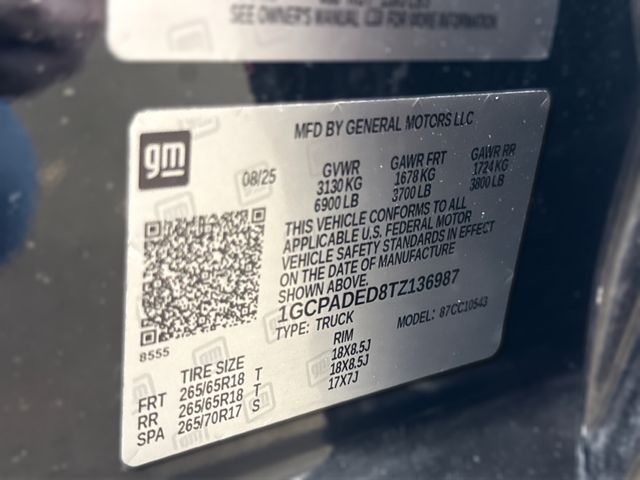 SEE OWNER'S MANUAL FOR MORE INFORMATION
MFD BY GENERAL MOTORS LLC
gm
08/25
GVWR GAWR FRT GAWR RR
3130 KG 1678 KG 1724 KG
6900 LB 3700 LB 3800 LB
THIS VEHICLE CONFORMS TO ALL
APPLICABLE U.S. FEDERAL MOTOR
VEHICLE SAFETY STANDARDS IN EFFECT
ON THE DATE OF MANUFACTURE
SHOWN ABOVE.
1GCPADED8TZ136987
TYPE: TRUCK MODEL: 87CC10543
8555
TIRE SIZE RIM
FRT 265/65R18 T 18X8.5J
RR 265/65R18 T 18X8.5J
SPA 265/70R17 S 17X7J